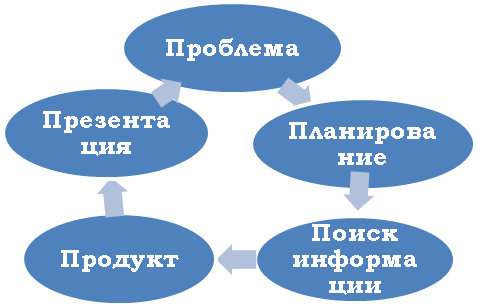 Проблема
Планирова
ние
Поиск
информа
ции
Продукт
Презента
ция